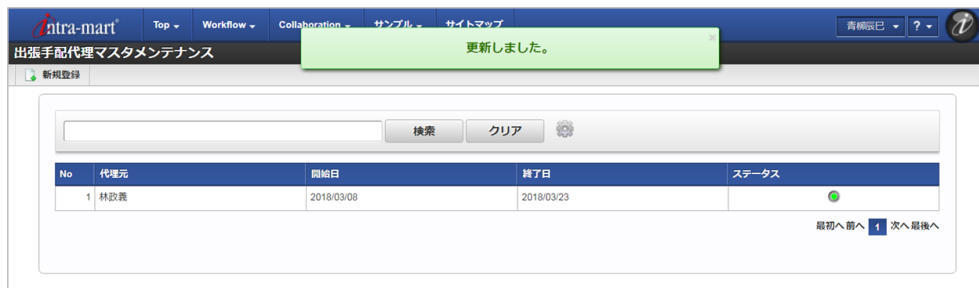 intra-mart Top Workflow Collaboration サンプル サイトマップ 青柳辰巳 ?
更新しました。 ×
出張手配代理マスタメンテナンス
新規登録
検索 クリア
No 代理元 開始日 終了日 ステータス
1 林政義 2018/03/08 2018/03/23
最初へ 前へ 1 次へ 最後へ